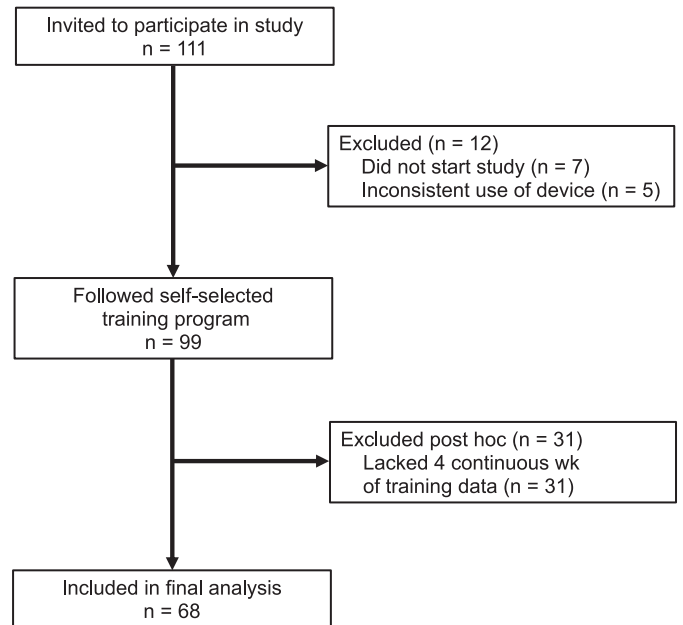 Invited to participate in study
n = 111
Excluded (n = 12)
Did not start study (n = 7)
Inconsistent use of device (n = 5)
Followed self-selected
training program
n = 99
Excluded post hoc (n = 31)
Lacked 4 continuous wk
of training data (n = 31)
Included in final analysis
n = 68